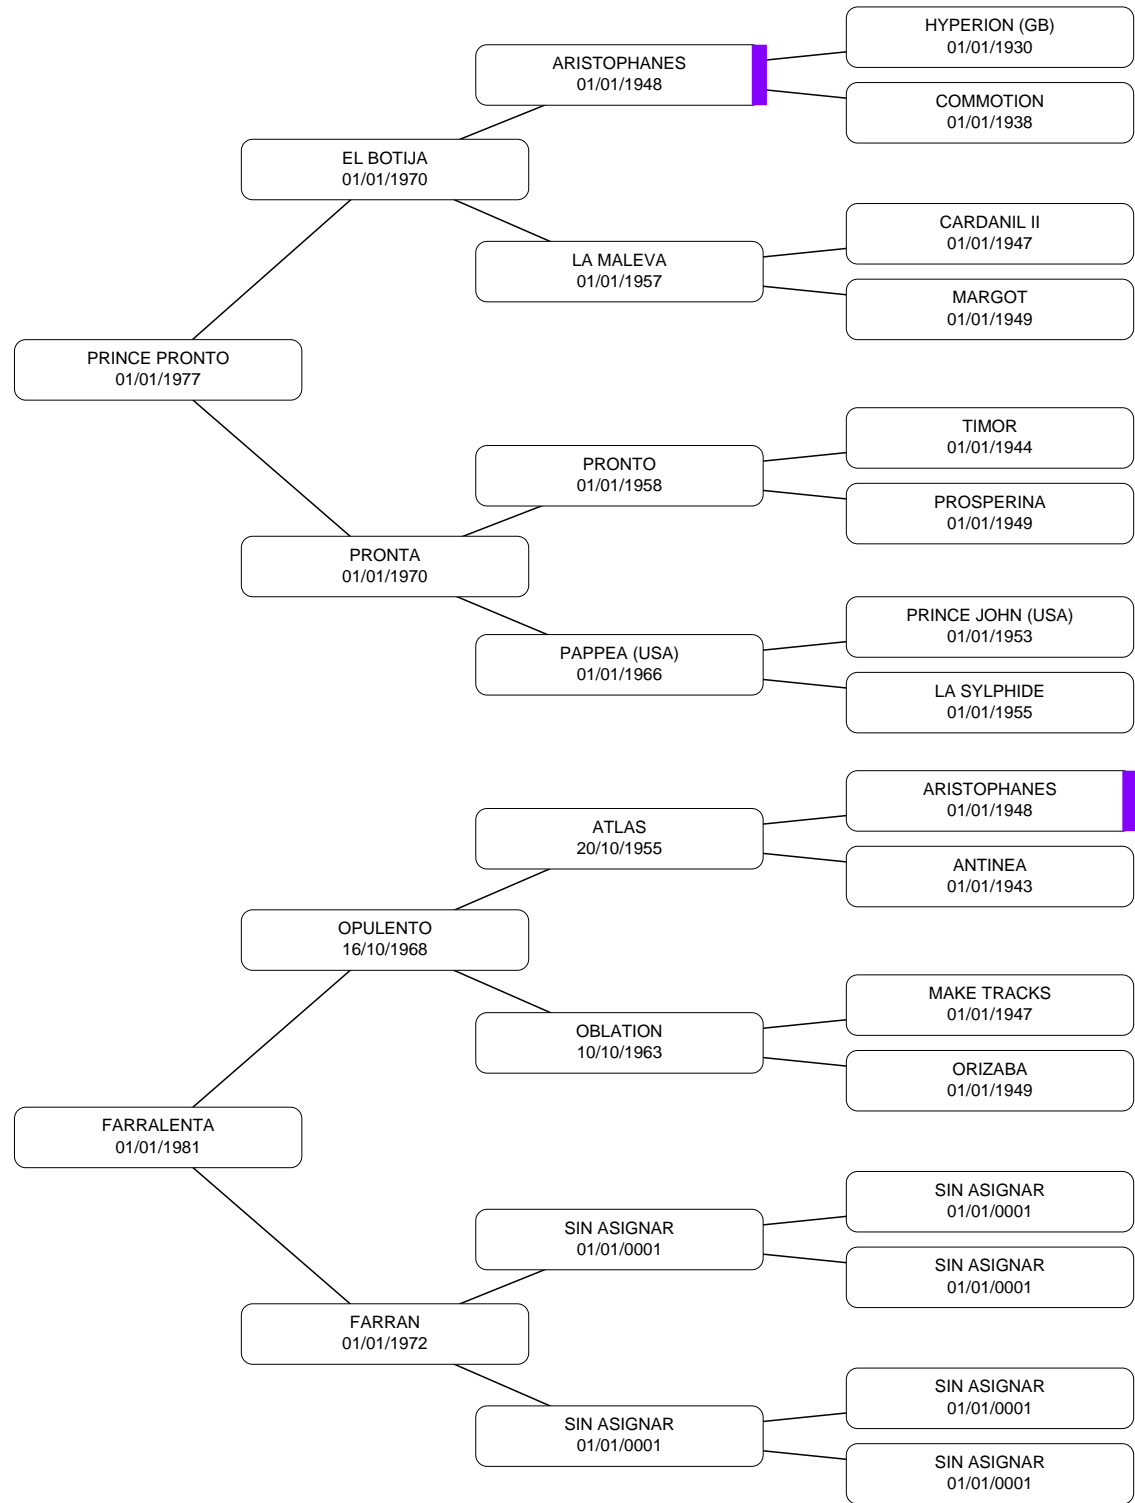 HYPERION (GB)
01/01/1930
ARISTOPHANES
01/01/1948
COMMOTION
01/01/1938
EL BOTIJA
01/01/1970
CARDANIL II
01/01/1947
LA MALEVA
01/01/1957
MARGOT
01/01/1949
PRINCE PRONTO
01/01/1977
TIMOR
01/01/1944
PRONTO
01/01/1958
PROSPERINA
01/01/1949
PRONTA
01/01/1970
PRINCE JOHN (USA)
01/01/1953
PAPPEA (USA)
01/01/1966
LA SYLPHIDE
01/01/1955
ARISTOPHANES
01/01/1948
ATLAS
20/10/1955
ANTINEA
01/01/1943
OPULENTO
16/10/1968
MAKE TRACKS
01/01/1947
OBLATION
10/10/1963
ORIZABA
01/01/1949
FARRALENTA
01/01/1981
SIN ASIGNAR
01/01/0001
SIN ASIGNAR
01/01/0001
SIN ASIGNAR
01/01/0001
FARRAN
01/01/1972
SIN ASIGNAR
01/01/0001
SIN ASIGNAR
01/01/0001
SIN ASIGNAR
01/01/0001